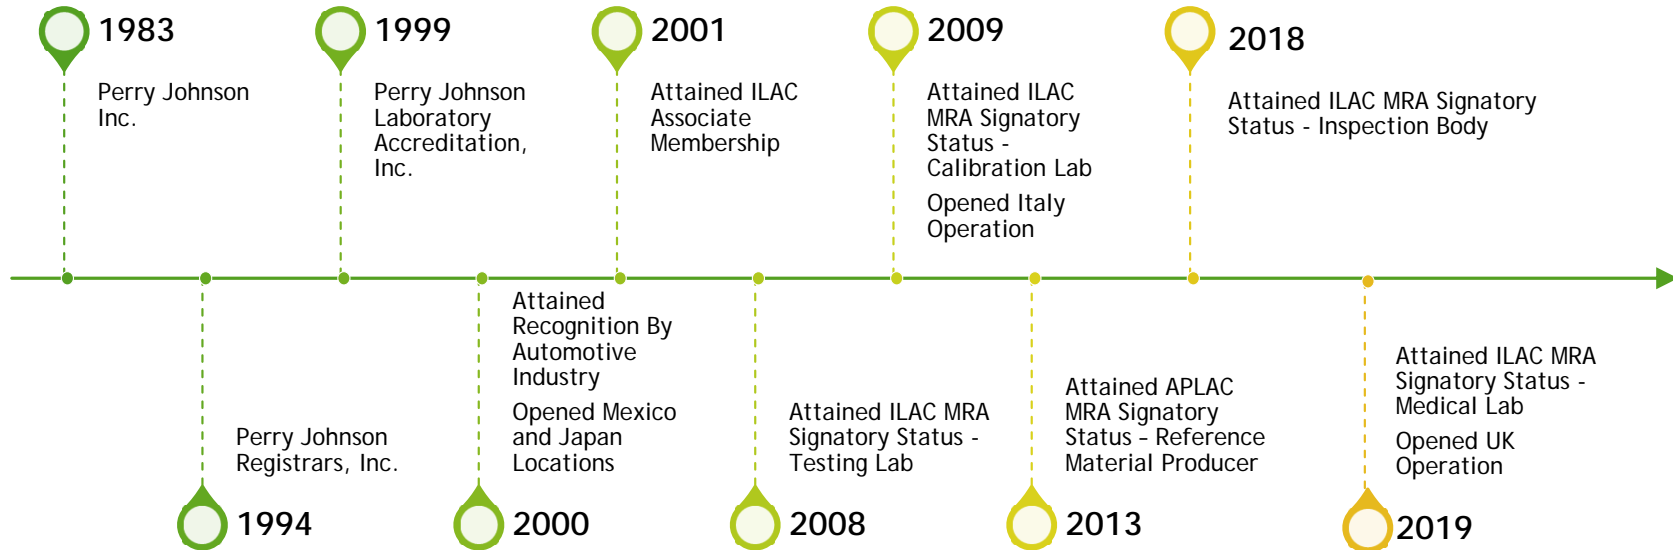 1983
Perry Johnson
Inc.
1999
Perry Johnson
Laboratory
Accreditation,
Inc.
2001
Attained ILAC
Associate
Membership
2009
Attained ILAC
MRA Signatory
Status -
Calibration Lab
Opened Italy
Operation
2018
Attained ILAC MRA Signatory
Status - Inspection Body
Perry Johnson
Registrars, Inc.
1994
Attained
Recognition By
Automotive
Industry
Opened Mexico
and Japan
Locations
2000
Attained ILAC MRA
Signatory Status -
Testing Lab
2008
Attained APLAC
MRA Signatory
Status – Reference
Material Producer
2013
Attained ILAC MRA
Signatory Status -
Medical Lab
Opened UK
Operation
2019